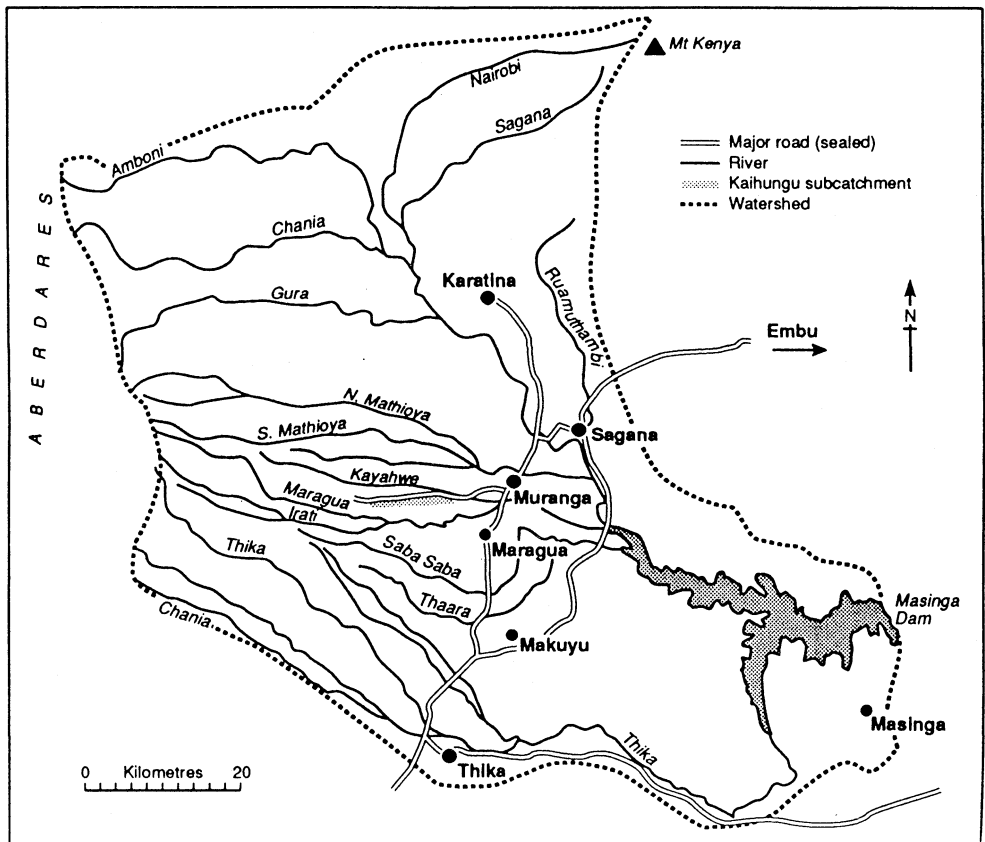 Mt Kenya
Nairobi
Sagana
Major road (sealed)
River
Kaihungu subcatchment
Watershed
Amboni
ABERDARES
Chania
Karatina
Gura
Ruamuthambi
N
Embu
N. Mathioya
S. Mathioya
Sagana
Kayahwe
Muranga
Maragua
Irati
Maragua
Saba Saba
Thika
Thaara
Masinga
Dam
Chania
Makuyu
Masinga
Thika
0 Kilometres 20
Thika